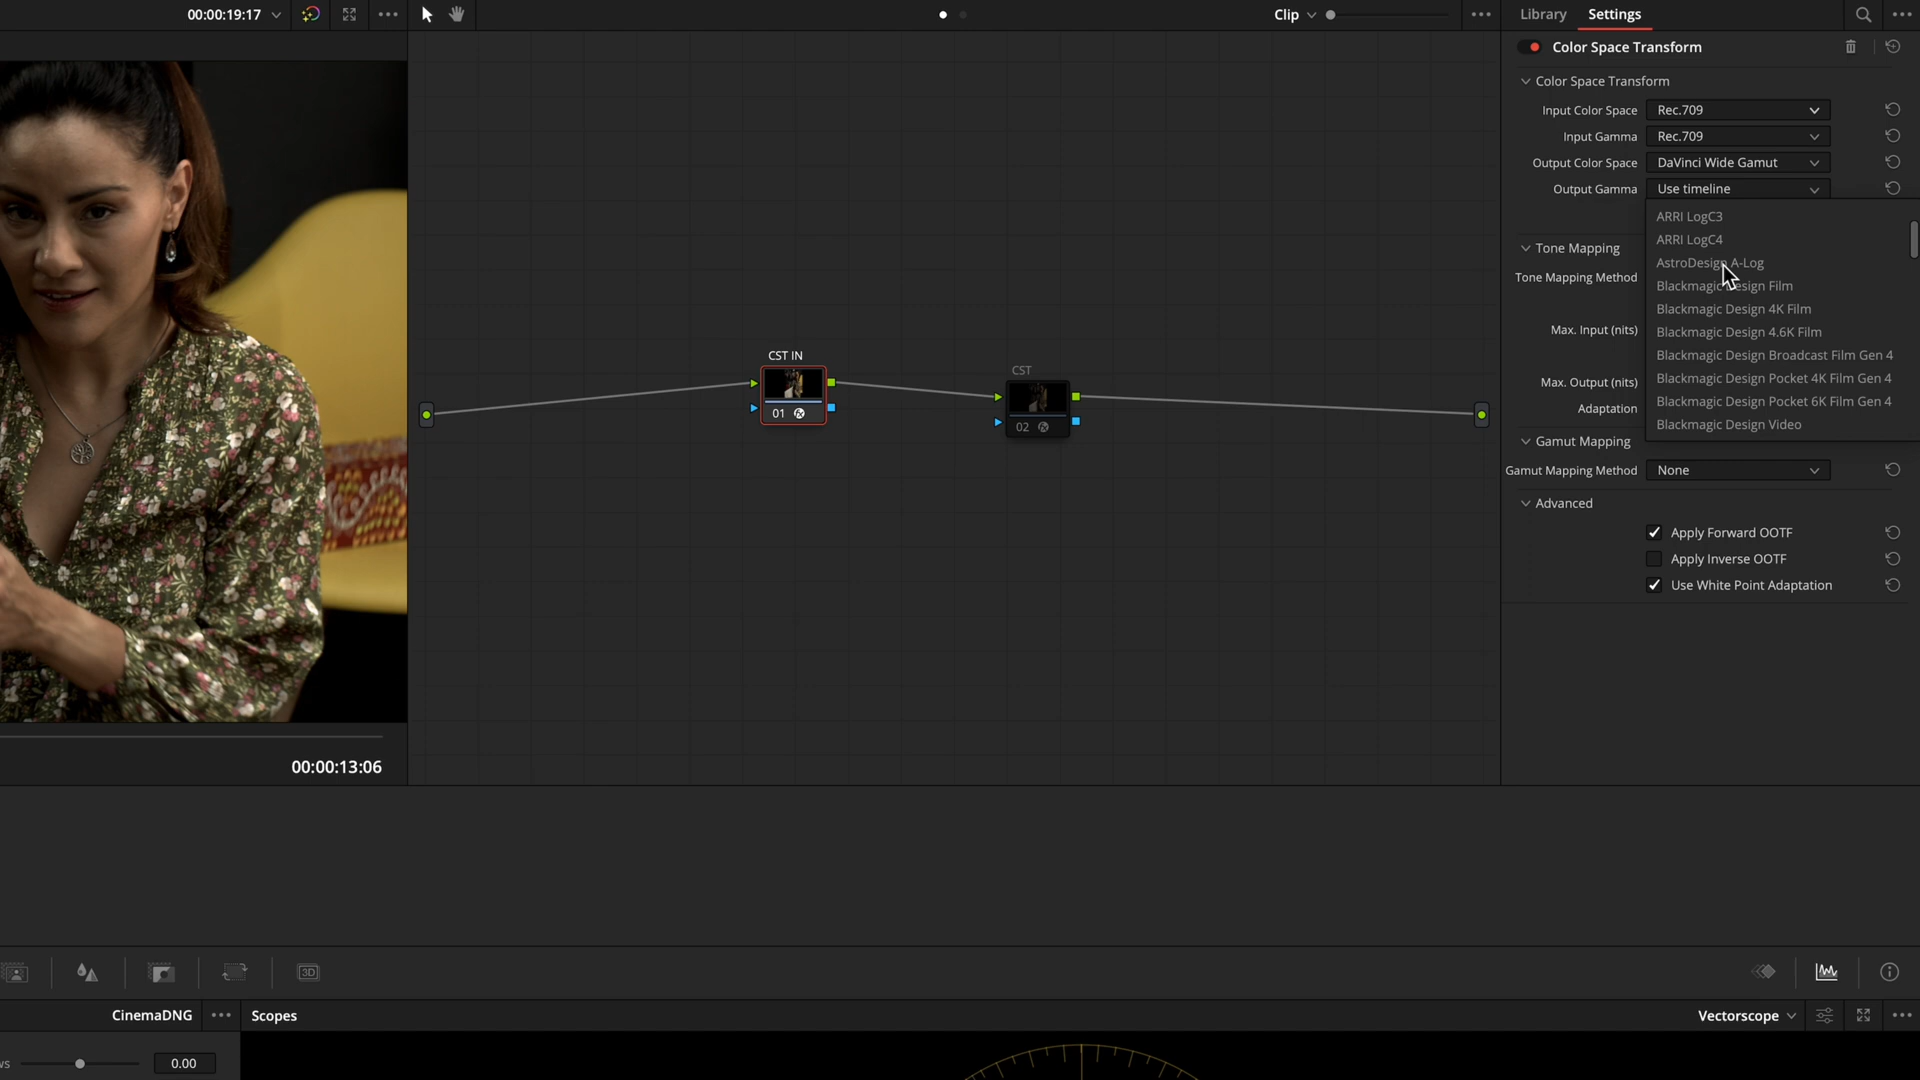 00:00:19:17
Clip
Library
Settings
Color Space Transform
Color Space Transform
Input Color Space
Rec.709
Input Gamma
Rec.709
Output Color Space
DaVinci Wide Gamut
Output Gamma
Use timeline
ARRI LogC3
ARRI LogC4
AstroDesign A-Log
Blackmagic Design Film
Blackmagic Design 4K Film
Blackmagic Design 4.6K Film
Blackmagic Design Broadcast Film Gen 4
Blackmagic Design Pocket 4K Film Gen 4
Blackmagic Design Pocket 6K Film Gen 4
Blackmagic Design Video
Tone Mapping
Tone Mapping Method
Max. Input (nits)
Max. Output (nits)
Adaptation
Gamut Mapping
Gamut Mapping Method
None
Advanced
Apply Forward OOTF
Apply Inverse OOTF
Use White Point Adaptation
CST IN
01
CST
02
00:00:13:06
3D
CinemaDNG
Scopes
Vectorscope
ws
0.00